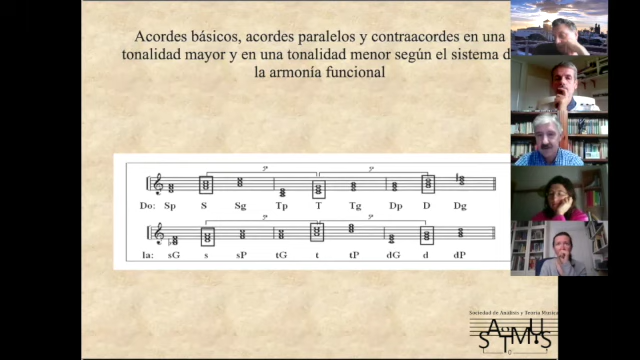 Acordes básicos, acordes paralelos y contraacordes en una
tonalidad mayor y en una tonalidad menor según el sistema d
la armonía funcional
Do: Sp S Sg Tp T Tg Dp D Dg
la: sG s sP tG t tP dG d dP
Sociedad de Análisis y Teoría Musical
SATMUS